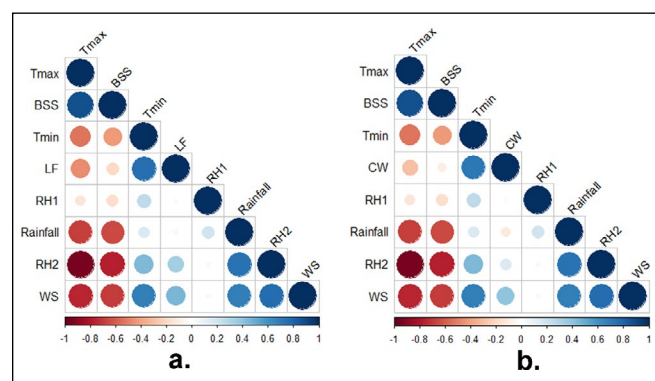 Tmax
BSS
Tmin
LF
RH1
Rainfall
RH2
WS
Tmax
BSS
Tmin
LF
RH1
Rainfall
RH2
WS
-1 -0.8 -0.6 -0.4 -0.2 0 0.2 0.4 0.6 0.8 1
a.
Tmax
BSS
Tmin
CW
RH1
Rainfall
RH2
WS
Tmax
BSS
Tmin
CW
RH1
Rainfall
RH2
WS
-1 -0.8 -0.6 -0.4 -0.2 0 0.2 0.4 0.6 0.8 1
b.